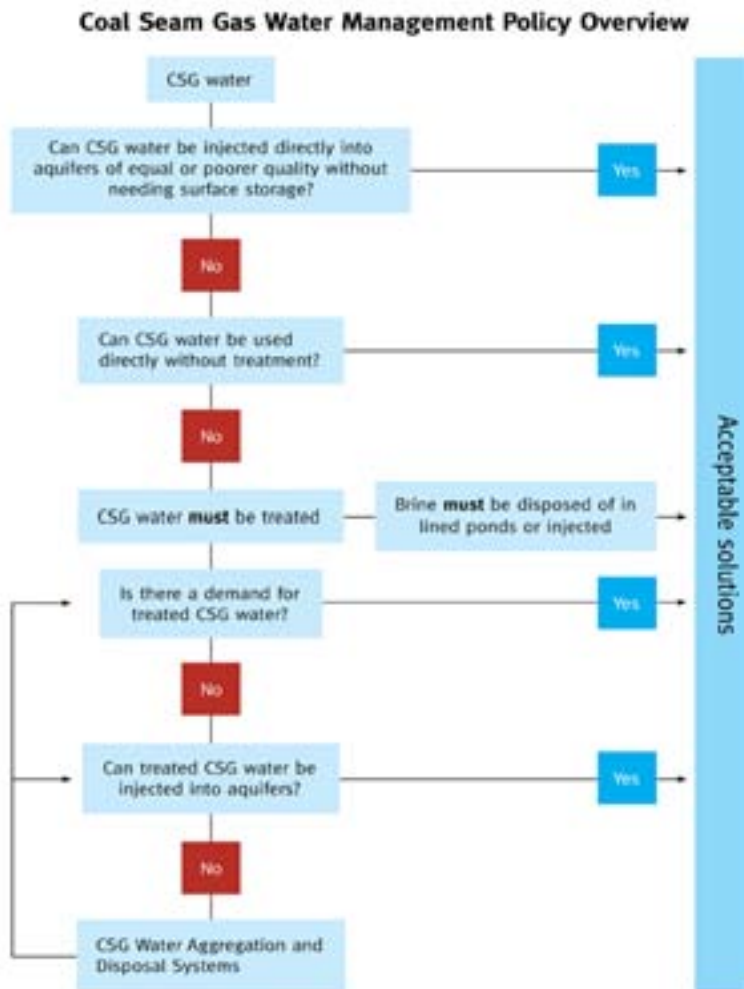 Coal Seam Gas Water Management Policy Overview
CSG water
Can CSG water be injected directly into
aquifers of equal or poorer quality without
needing surface storage?
Yes
No
Can CSG water be used
directly without treatment?
Yes
No
CSG water must be treated
Brine must be disposed of in
lined ponds or injected
Is there a demand for
treated CSG water?
Yes
No
Can treated CSG water be
injected into aquifers?
Yes
No
CSG Water Aggregation and
Disposal Systems
Acceptable solutions